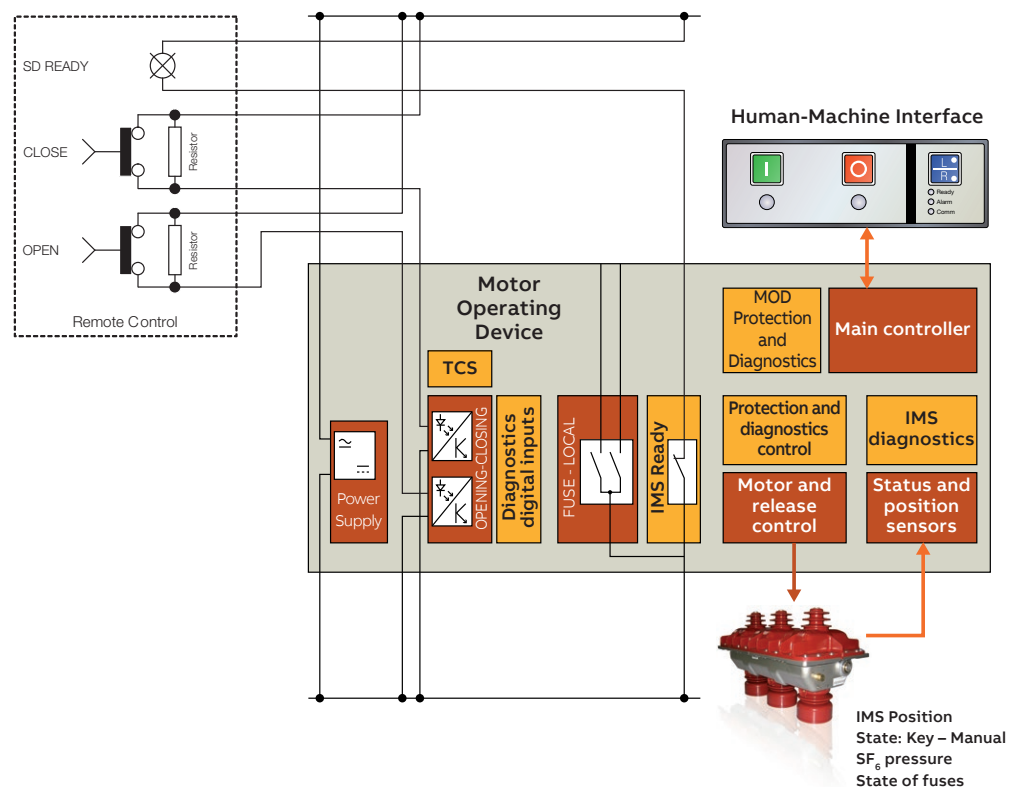 SD READY
CLOSE
Resistor
OPEN
Resistor
Remote Control
Human-Machine Interface
I
O
L
R
Ready
Alarm
Comm
Motor
Operating
Device
TCS
Power
Supply
OPENING-CLOSING
Diagnostics
digital inputs
FUSE - LOCAL
IMS Ready
MOD
Protection
and
Diagnostics
Main controller
Protection and
diagnostics
control
IMS
diagnostics
Motor and
release
control
Status and
position
sensors
IMS Position
State: Key – Manual
SF₆ pressure
State of fuses